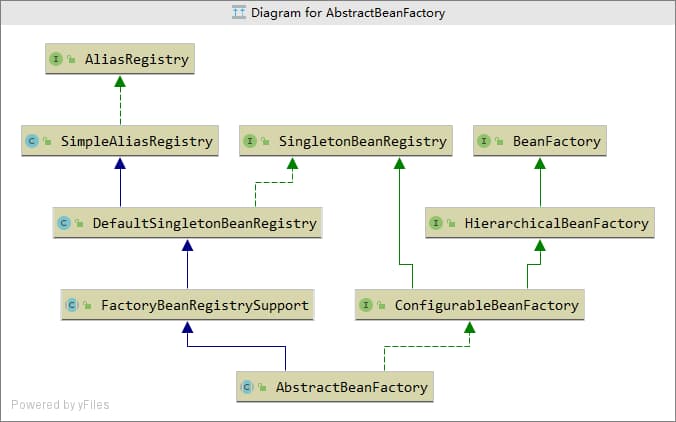 Diagram for AbstractBeanFactory
I AliasRegistry
C SimpleAliasRegistry
I SingletonBeanRegistry
I BeanFactory
C DefaultSingletonBeanRegistry
I HierarchicalBeanFactory
C FactoryBeanRegistrySupport
I ConfigurableBeanFactory
C AbstractBeanFactory
Powered by yFiles